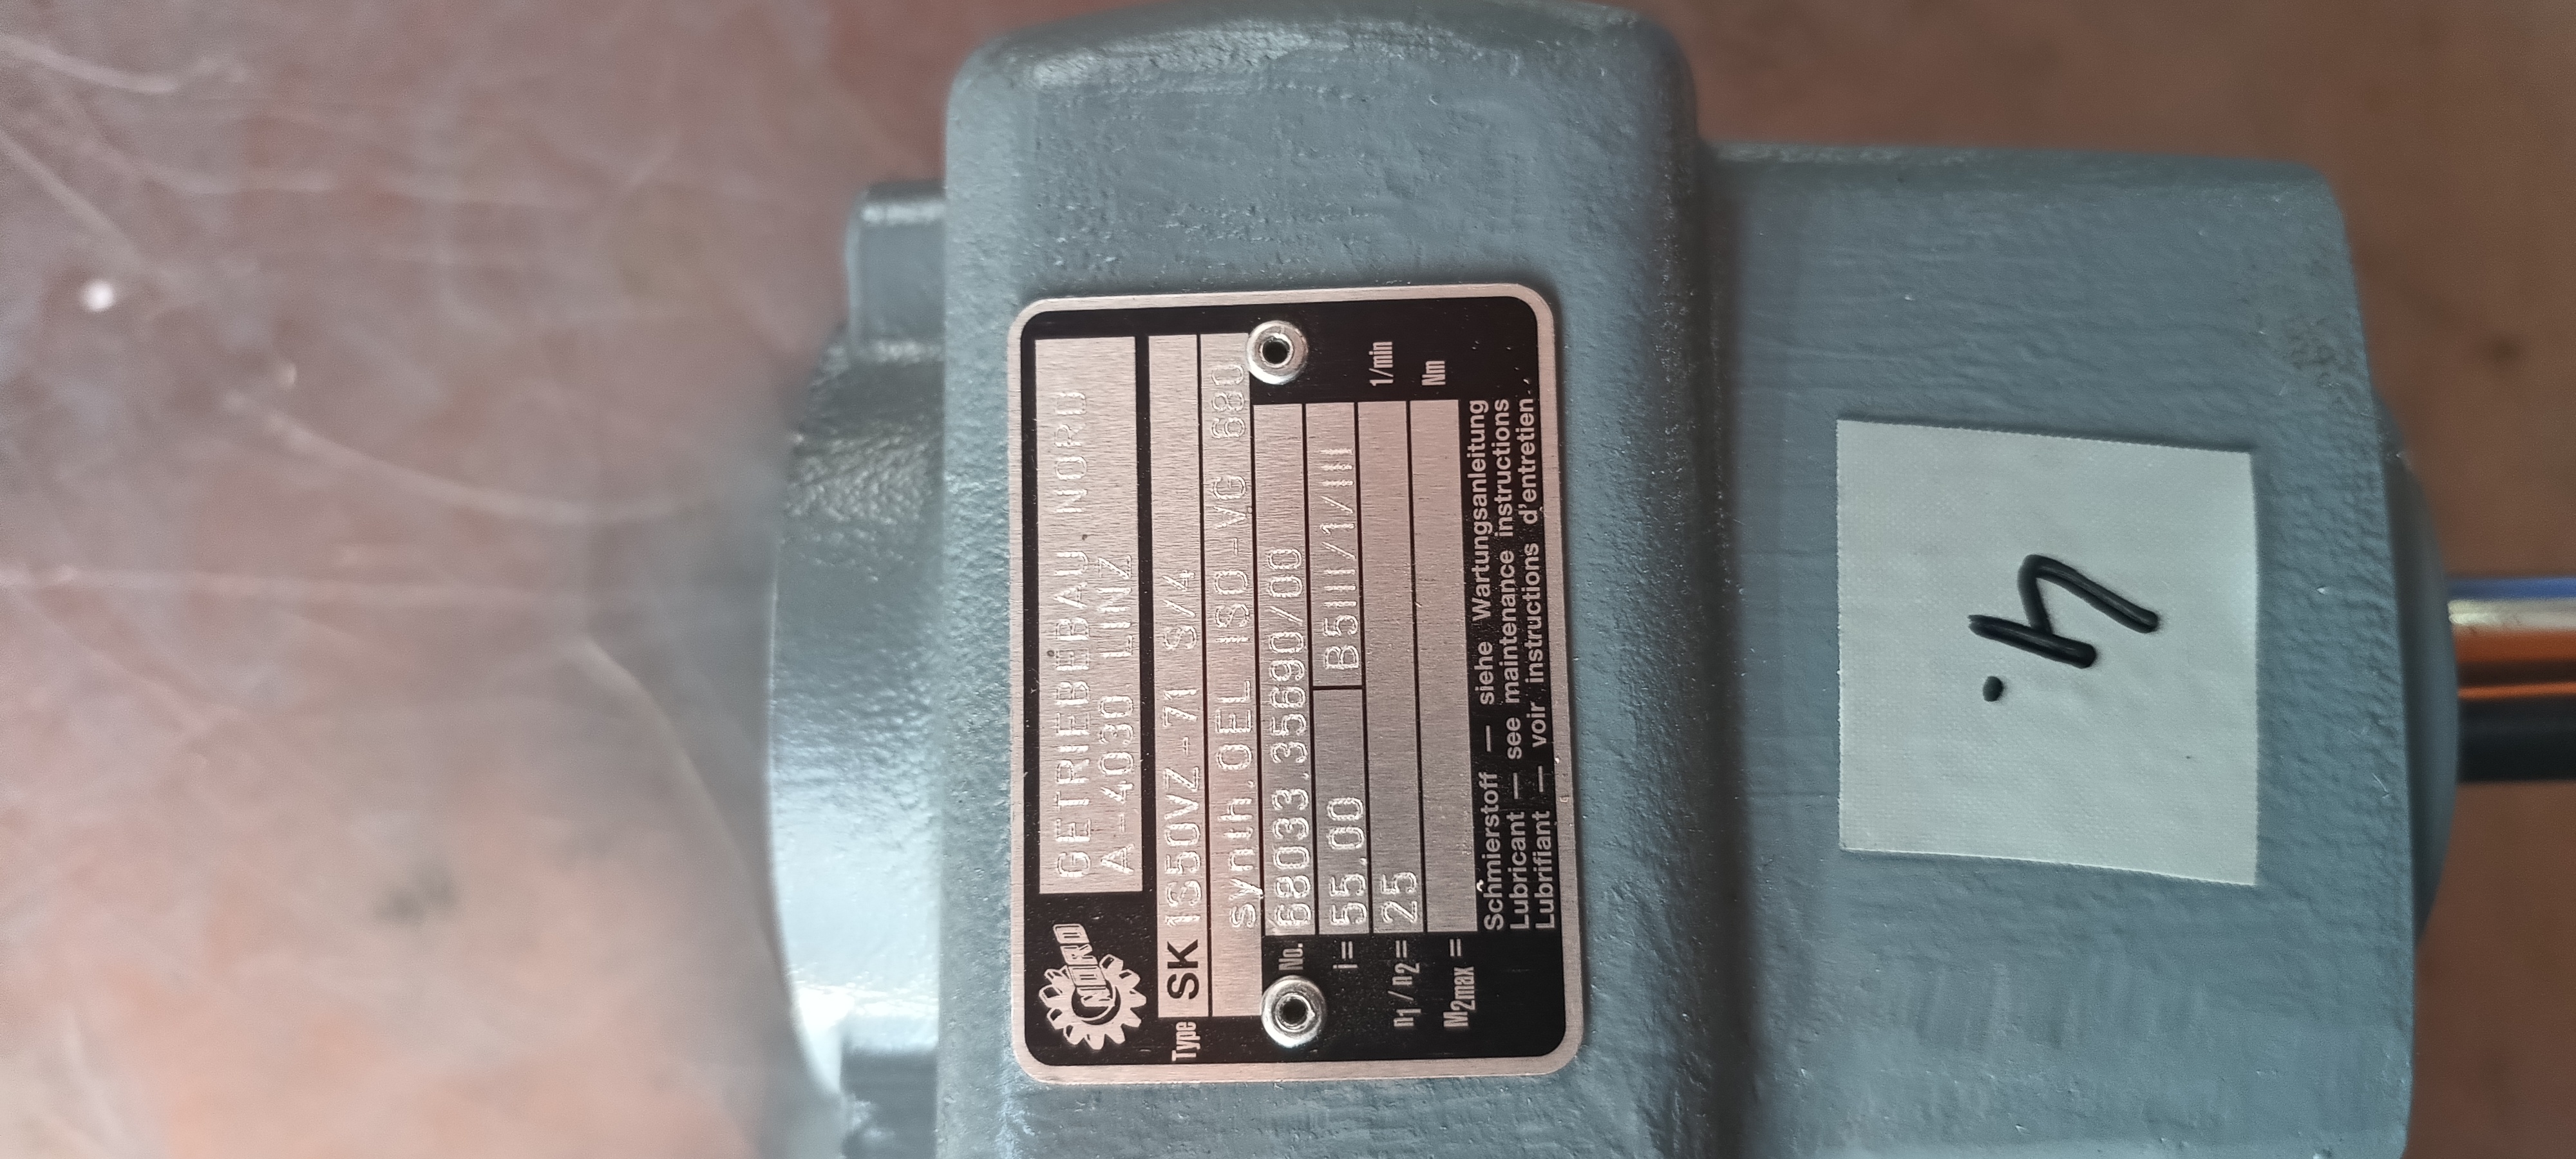 NORD
GETRIEBEBAU NORD
A-4030 LINZ
Type SK 1S50VZ-71 S/4
synth.OEL ISO-VG 680
No. 68033.35690/00
i= 55.00 B5III/1/III
n1/n2= 25 1/min
M2max = Nm
Schmierstoff — siehe Wartungsanleitung
Lubricant — see maintenance instructions
Lubrifiant — voir instructions d'entretien
4.